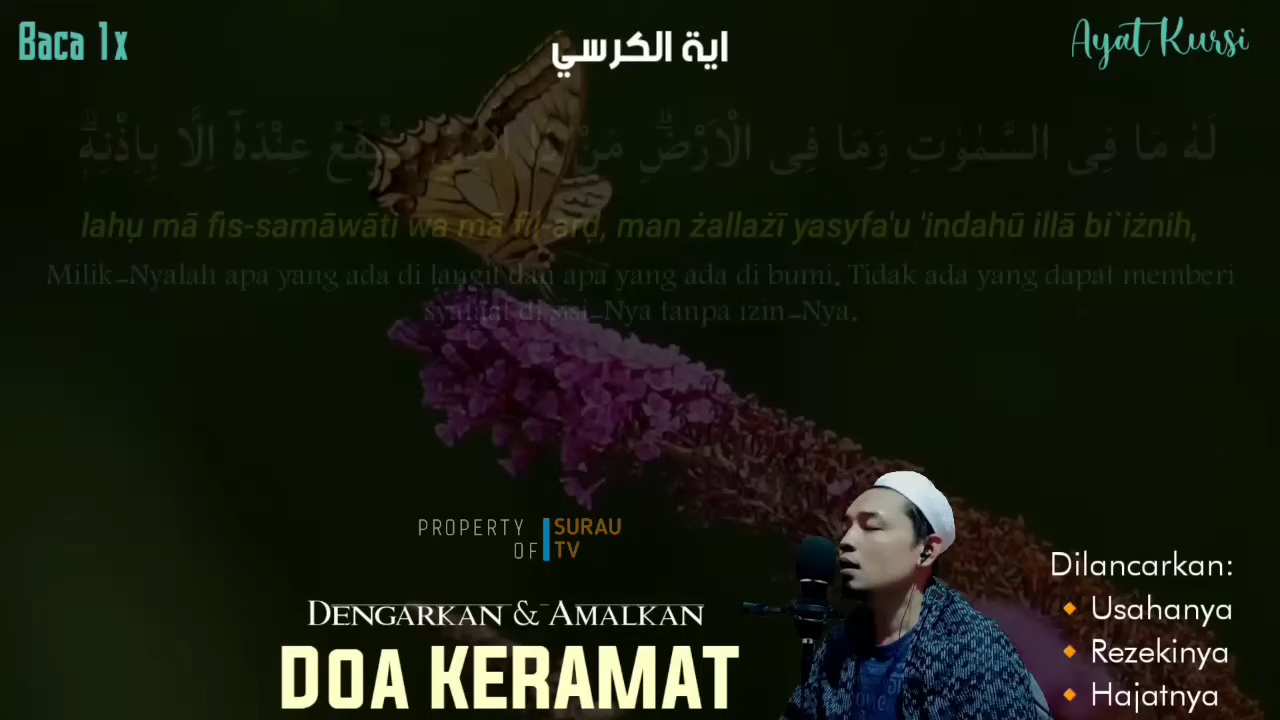 Baca 1x
اية الكرسي
Ayat Kursi
لَهٗ مَا فِى السَّمٰوٰتِ وَمَا فِى الْاَرْضِۗ مَنْ عِنْدَهٗٓ اِلَّا بِاِذْنِهٖۗ
lahụ mā fis-samāwāti wa mā fil-arḍ, man żallażī yasyfa'u 'indahū illā bi`iżnih,
Milik-Nyalah apa yang ada di langit dan apa yang ada di bumi. Tidak ada yang dapat memberi
syafaat di sisi-Nya tanpa izin-Nya.
PROPERTY OF SURAU TV
DENGARKAN & AMALKAN
DOA KERAMAT
Dilancarkan:
🔸 Usahanya
🔸 Rezekinya
🔸 Hajatnya